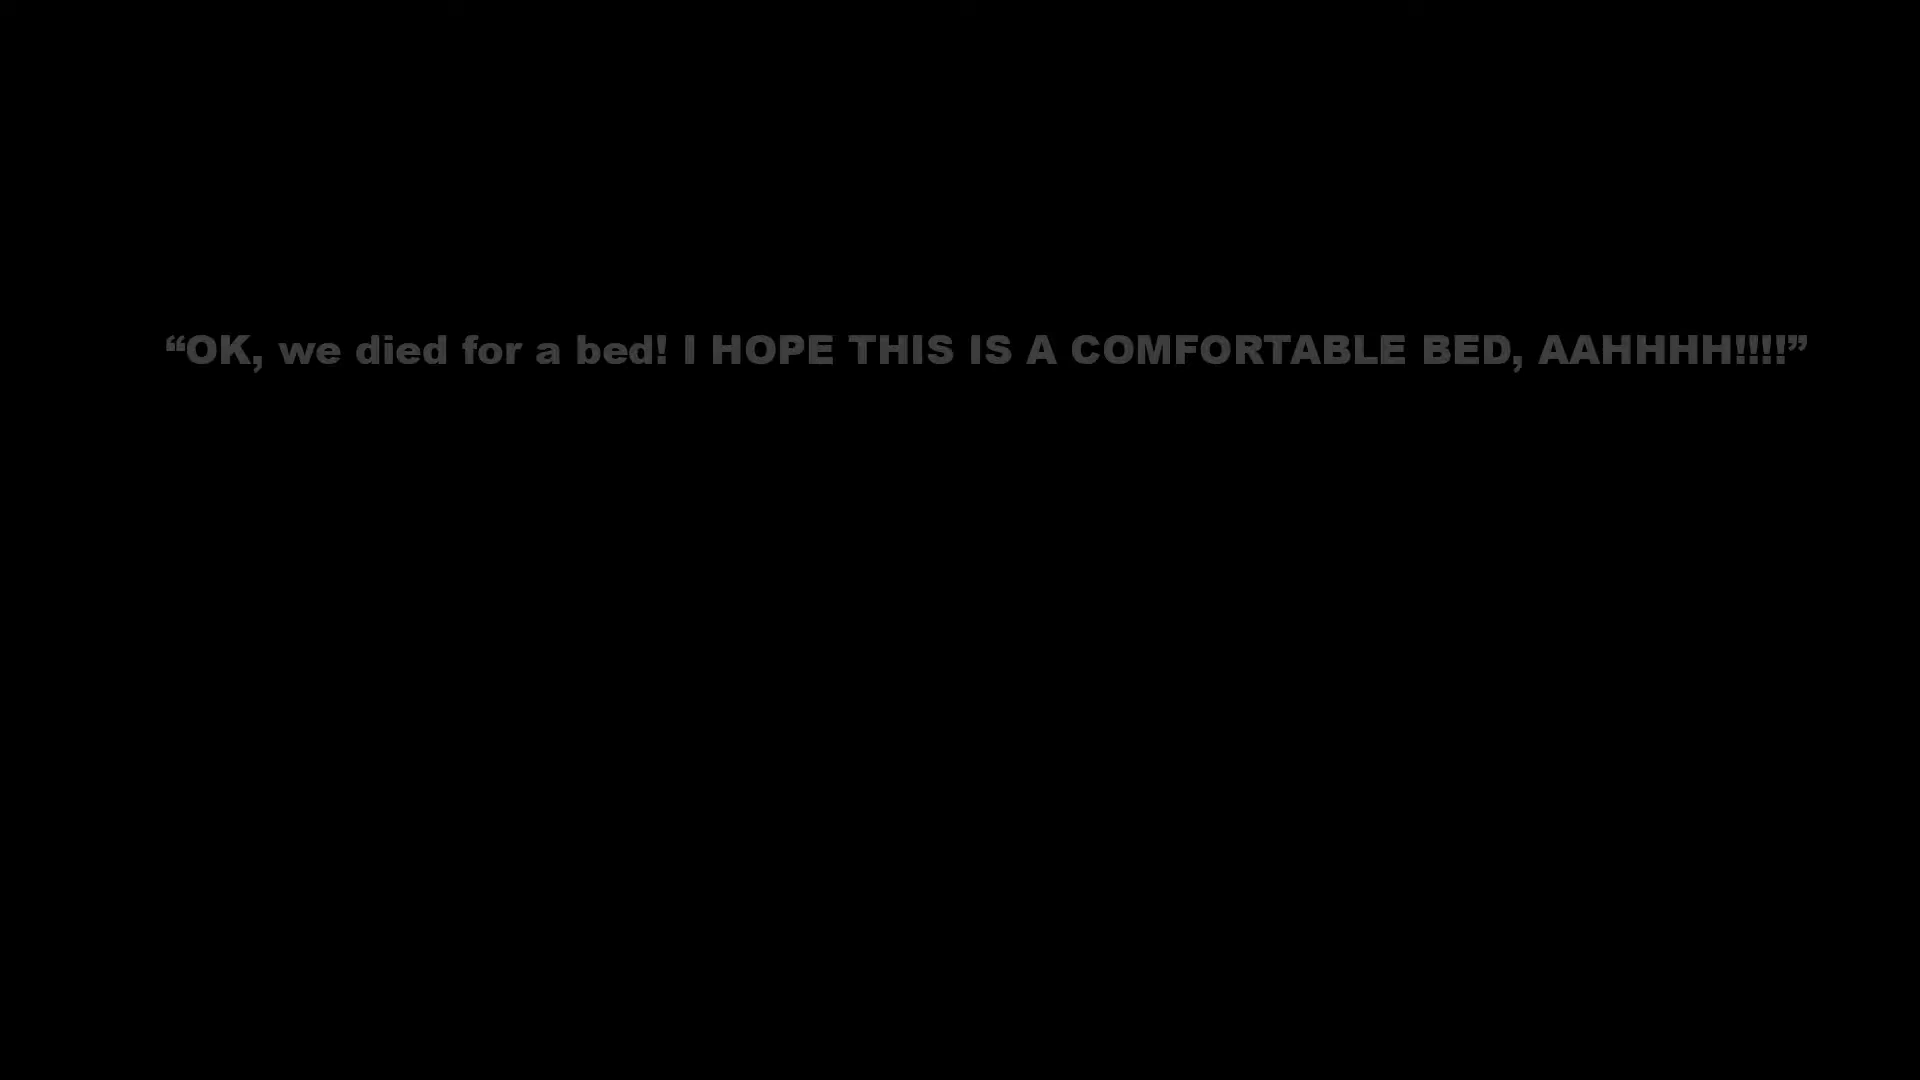 “OK, we died for a bed! I HOPE THIS IS A COMFORTABLE BED, AAHHHH!!!!”